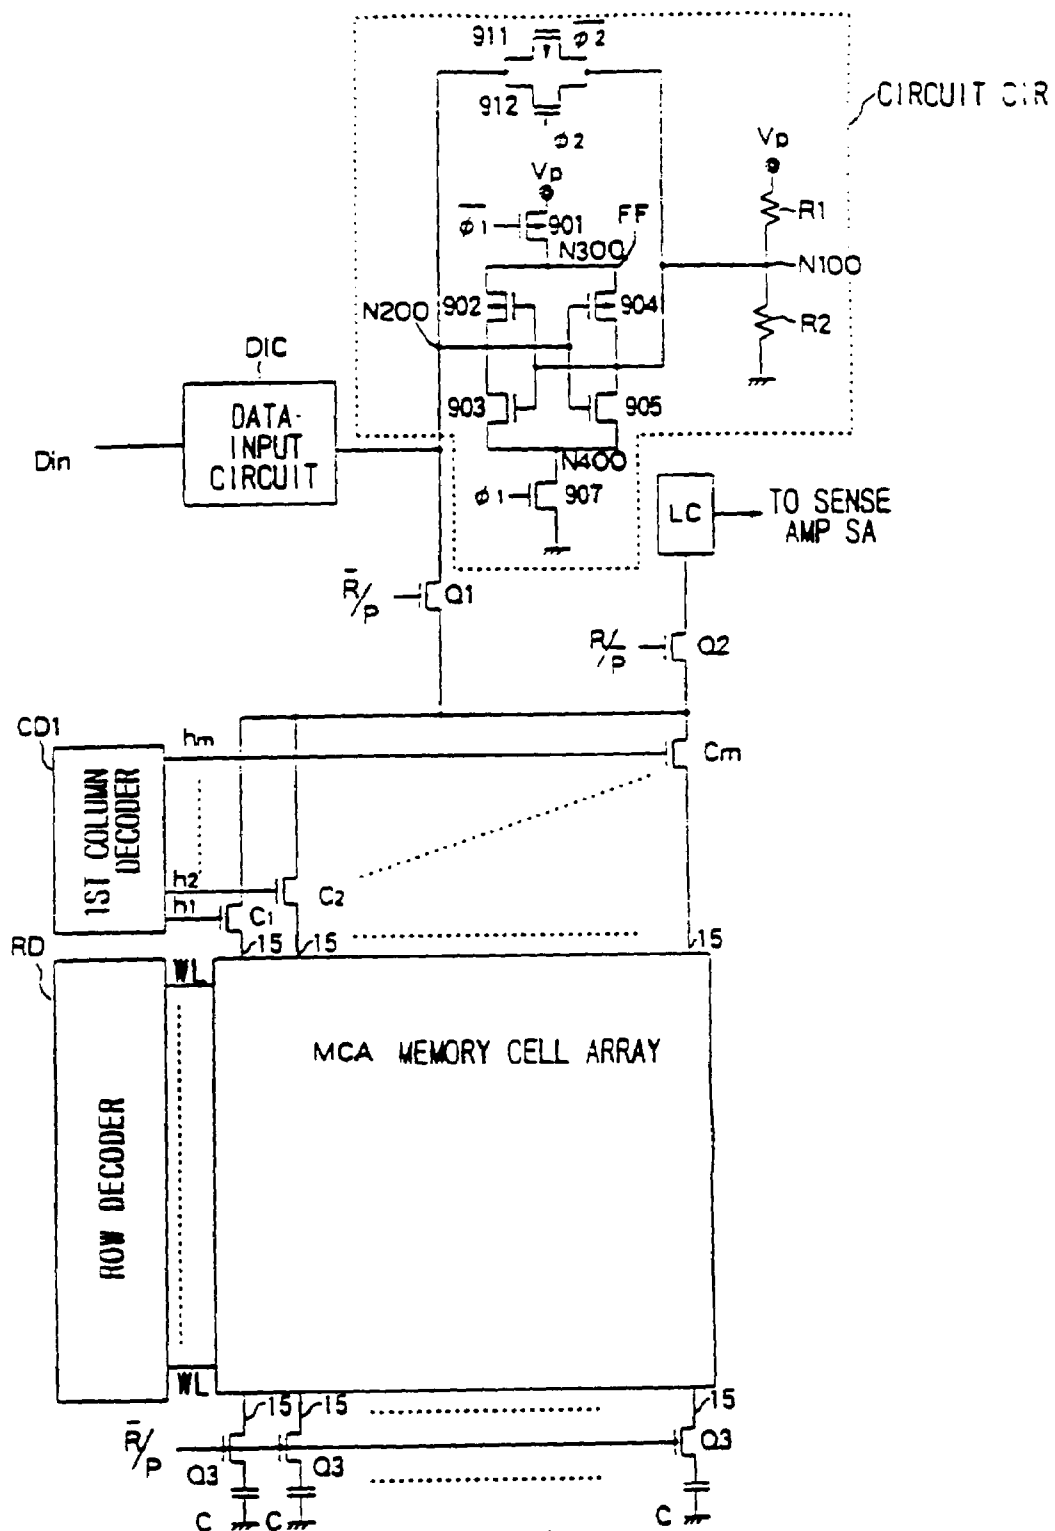 911 φ2
912
φ2
CIRCUIT CIR
Vp
Vp
φ1 901
FF
R1
N300
N100
902 904
N200
R2
DIC
DATA-
INPUT
CIRCUIT
Din
903 905
N400
φ1 907
LC
TO SENSE
AMP SA
R/P Q1
R/P Q2
CD1
hm
Cm
1ST COLUMN
DECODER
h2
C2
h1
C1
15 15 15
RD
WL
MCA MEMORY CELL ARRAY
ROW DECODER
WL
15 15 15
R/P
Q3 Q3 Q3
C C C